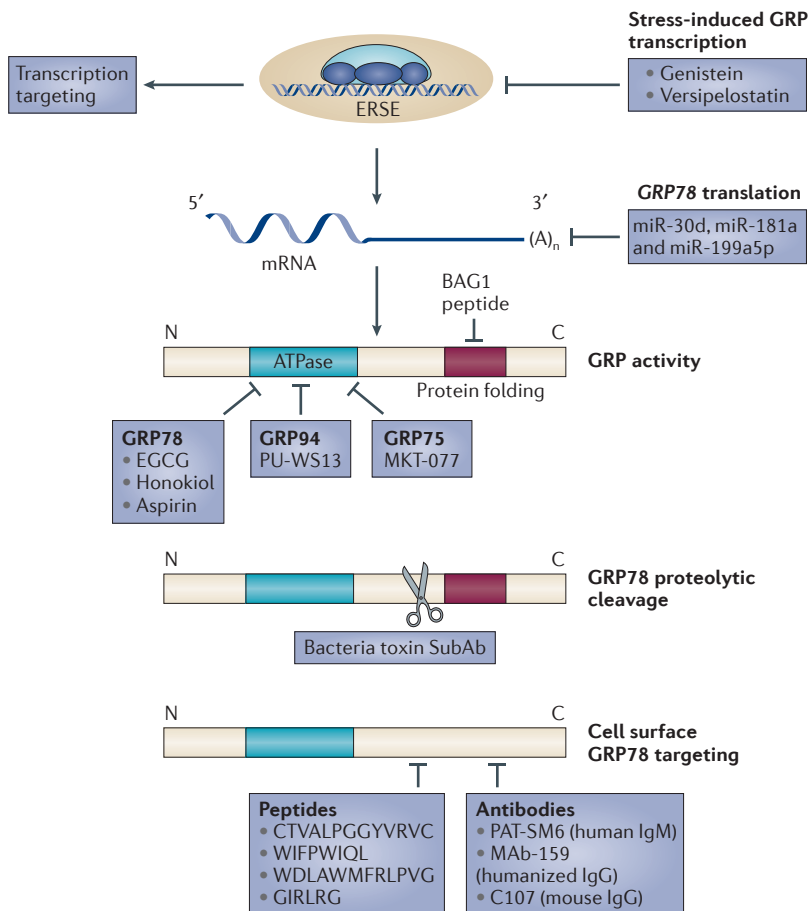 Stress-induced GRP
transcription
• Genistein
• Versipelostatin
Transcription
targeting
ERSE
GRP78 translation
miR-30d, miR-181a
and miR-199a5p
5′
3′
(A)n
mRNA
BAG1
peptide
N
C
ATPase
GRP activity
Protein folding
GRP78
• EGCG
• Honokiol
• Aspirin
GRP94
PU-WS13
GRP75
MKT-077
N
C
GRP78 proteolytic
cleavage
Bacteria toxin SubAb
N
C
Cell surface
GRP78 targeting
Peptides
• CTVALPGGYVRVC
• WIFPWIQL
• WDLAWMFRLPVG
• GIRLRG
Antibodies
• PAT-SM6 (human IgM)
• MAb-159
(humanized IgG)
• C107 (mouse IgG)